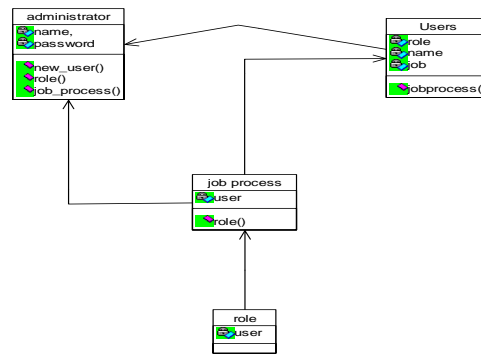 administrator
name,
password
new_user()
role()
job_process()
Users
role
name
job
jobprocess()
job process
user
role()
role
user